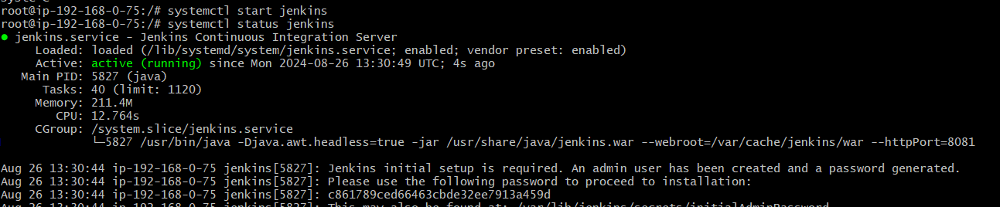 root@ip-192-168-0-75:/# systemctl start jenkins
root@ip-192-168-0-75:/# systemctl status jenkins
● jenkins.service - Jenkins Continuous Integration Server
Loaded: loaded (/lib/systemd/system/jenkins.service; enabled; vendor preset: enabled)
Active: active (running) since Mon 2024-08-26 13:30:49 UTC; 4s ago
Main PID: 5827 (java)
Tasks: 40 (limit: 1120)
Memory: 211.4M
CPU: 12.764s
CGroup: /system.slice/jenkins.service
└─5827 /usr/bin/java -Djava.awt.headless=true -jar /usr/share/java/jenkins.war --webroot=/var/cache/jenkins/war --httpPort=8081
Aug 26 13:30:44 ip-192-168-0-75 jenkins[5827]: Jenkins initial setup is required. An admin user has been created and a password generated.
Aug 26 13:30:44 ip-192-168-0-75 jenkins[5827]: Please use the following password to proceed to installation:
Aug 26 13:30:44 ip-192-168-0-75 jenkins[5827]: c861789ced66463cbde32ee7913a459d
Aug 26 13:30:44 ip-192-168-0-75 jenkins[5827]: This may also be found at: /var/lib/jenkins/secrets/initialAdminPassword